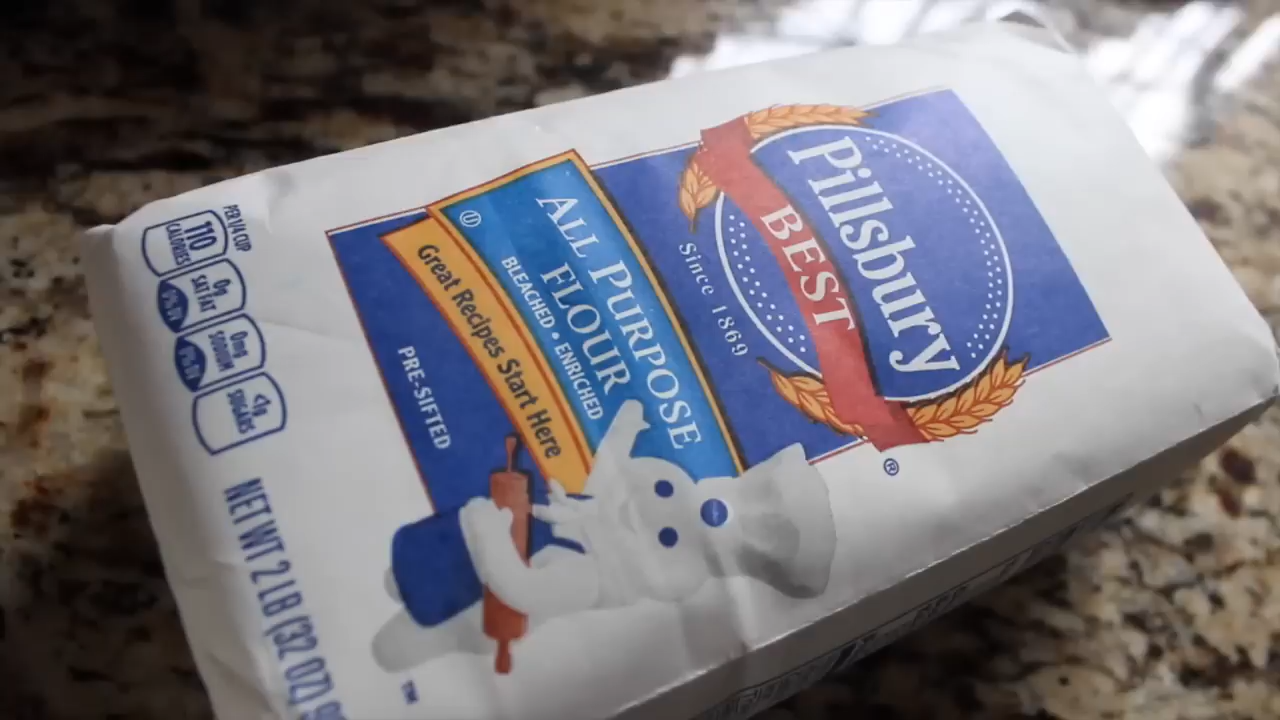 Pillsbury
BEST
®
Since 1869
ALL PURPOSE
FLOUR
BLEACHED • ENRICHED
Ⓤ
Great Recipes Start Here
PRE-SIFTED
™
PER 1/4 CUP
110
CALORIES
0g
SAT FAT
0% DV
0mg
SODIUM
0% DV
<1g
SUGARS
NET WT 2 LB (32 OZ)